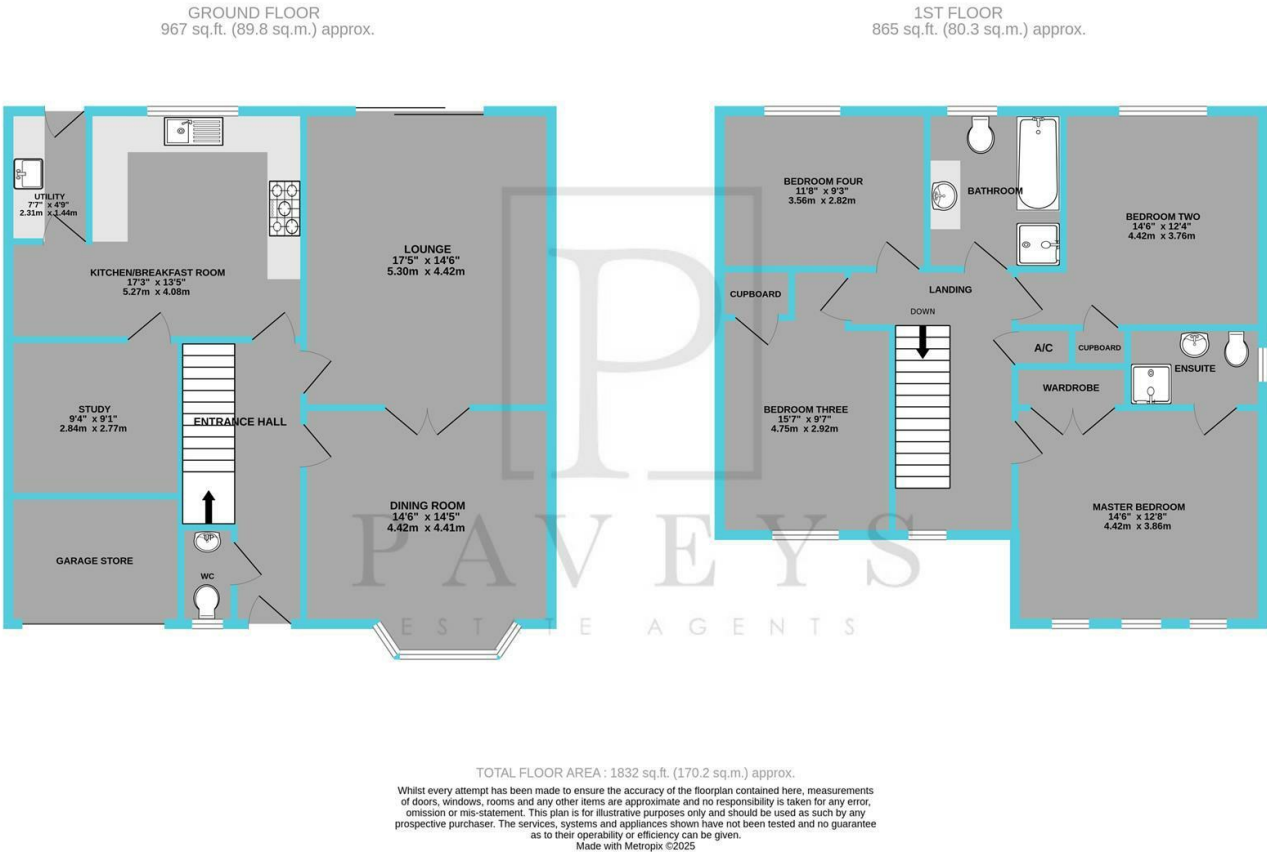 GROUND FLOOR
967 sq.ft. (89.8 sq.m.) approx.
UTILITY
7'7" x 4'9"
2.31m x 1.44m
KITCHEN/BREAKFAST ROOM
17'3" x 13'5"
5.27m x 4.08m
LOUNGE
17'5" x 14'6"
5.30m x 4.42m
STUDY
9'4" x 9'1"
2.84m x 2.77m
ENTRANCE HALL
DINING ROOM
14'6" x 14'5"
4.42m x 4.41m
GARAGE STORE
UP
WC
1ST FLOOR
865 sq.ft. (80.3 sq.m.) approx.
BEDROOM FOUR
11'8" x 9'3"
3.56m x 2.82m
BATHROOM
BEDROOM TWO
14'6" x 12'4"
4.42m x 3.76m
CUPBOARD
LANDING
DOWN
A/C
CUPBOARD
ENSUITE
WARDROBE
BEDROOM THREE
15'7" x 9'7"
4.75m x 2.92m
MASTER BEDROOM
14'6" x 12'8"
4.42m x 3.86m
P
PAVEYS
ESTATE AGENTS
TOTAL FLOOR AREA : 1832 sq.ft. (170.2 sq.m.) approx.
Whilst every attempt has been made to ensure the accuracy of the floorplan contained here, measurements
of doors, windows, rooms and any other items are approximate and no responsibility is taken for any error,
omission or mis-statement. This plan is for illustrative purposes only and should be used as such by any
prospective purchaser. The services, systems and appliances shown have not been tested and no guarantee
as to their operability or efficiency can be given.
Made with Metropix ©2025